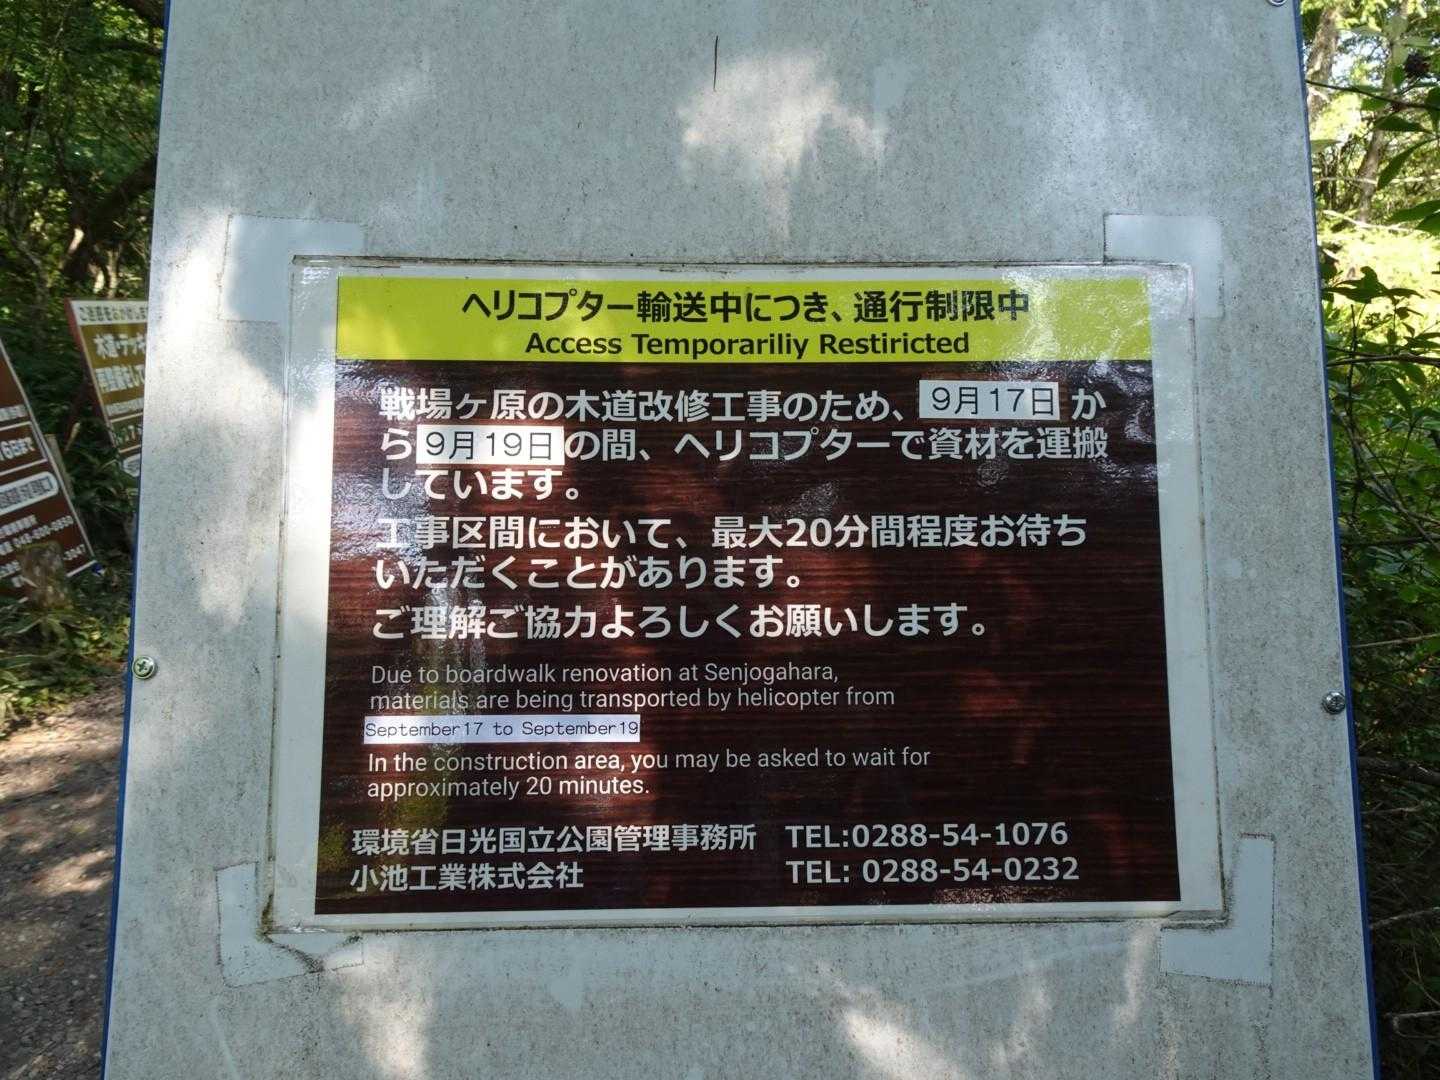 ヘリコプター輸送中につき、通行制限中
Access Temporariliy Restiricted
戦場ヶ原の木道改修工事のため、9月17日か
ら9月19日の間、ヘリコプターで資材を運搬
しています。
工事区間において、最大20分間程度お待ち
いただくことがあります。
ご理解ご協力よろしくお願いします。
Due to boardwalk renovation at Senjogahara,
materials are being transported by helicopter from
September17 to September19
In the construction area, you may be asked to wait for
approximately 20 minutes.
環境省日光国立公園管理事務所 TEL:0288-54-1076
小池工業株式会社 TEL: 0288-54-0232